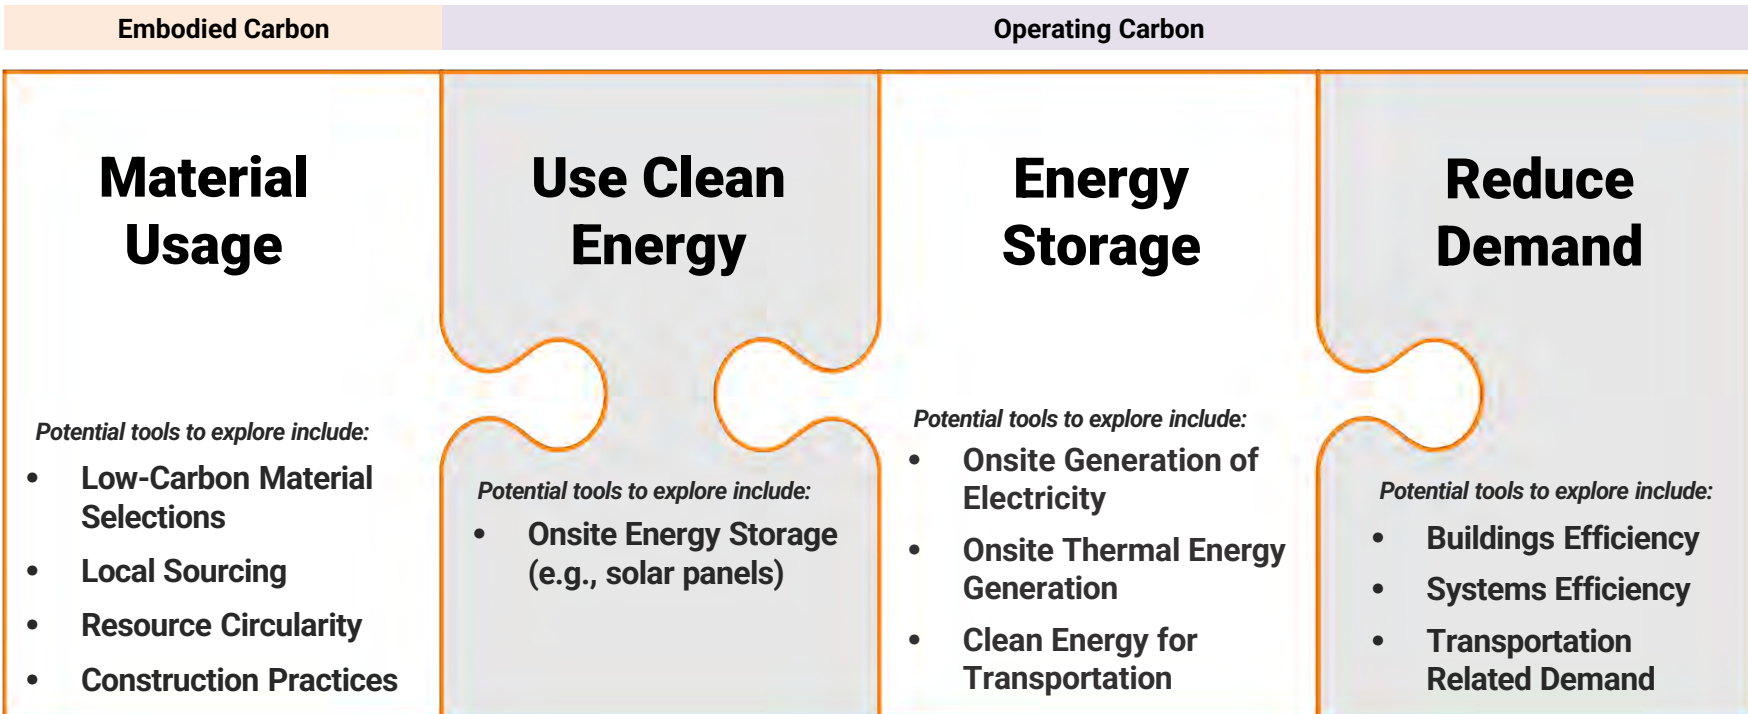 Embodied Carbon
Operating Carbon
Material
Usage
Potential tools to explore include:
• Low-Carbon Material
Selections
• Local Sourcing
• Resource Circularity
• Construction Practices
Use Clean
Energy
Potential tools to explore include:
• Onsite Energy Storage
(e.g., solar panels)
Energy
Storage
Potential tools to explore include:
• Onsite Generation of
Electricity
• Onsite Thermal Energy
Generation
• Clean Energy for
Transportation
Reduce
Demand
Potential tools to explore include:
• Buildings Efficiency
• Systems Efficiency
• Transportation
Related Demand